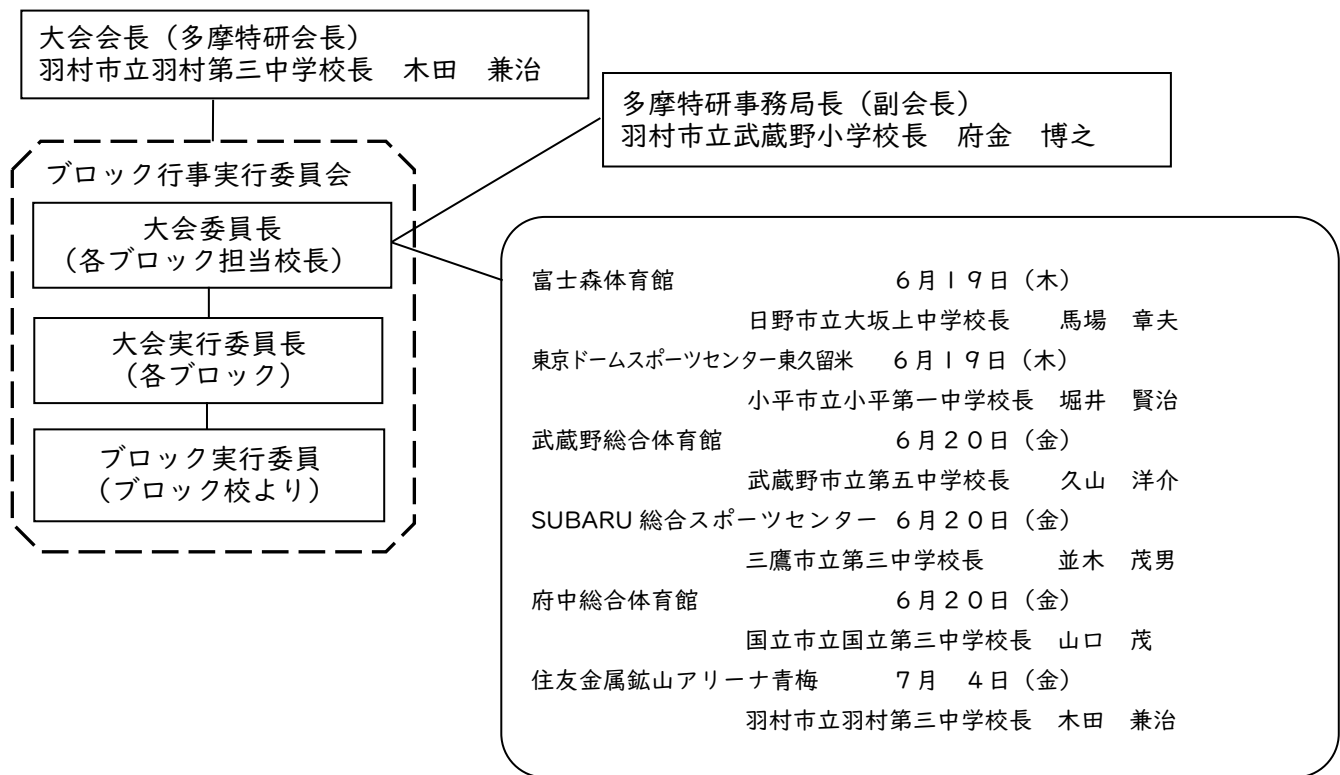 大会会長（多摩特研会長）
羽村市立羽村第三中学校長　木田　兼治
多摩特研事務局長（副会長）
羽村市立武蔵野小学校長　府金　博之
ブロック行事実行委員会
大会委員長
（各ブロック担当校長）
大会実行委員長
（各ブロック）
ブロック実行委員
（ブロック校より）
富士森体育館　６月１９日（木）
日野市立大坂上中学校長　馬場　章夫
東京ドームスポーツセンター東久留米　６月１９日（木）
小平市立小平第一中学校長　堀井　賢治
武蔵野総合体育館　６月２０日（金）
武蔵野市立第五中学校長　久山　洋介
SUBARU 総合スポーツセンター　６月２０日（金）
三鷹市立第三中学校長　並木　茂男
府中総合体育館　６月２０日（金）
国立市立国立第三中学校長　山口　茂
住友金属鉱山アリーナ青梅　７月　４日（金）
羽村市立羽村第三中学校長　木田　兼治